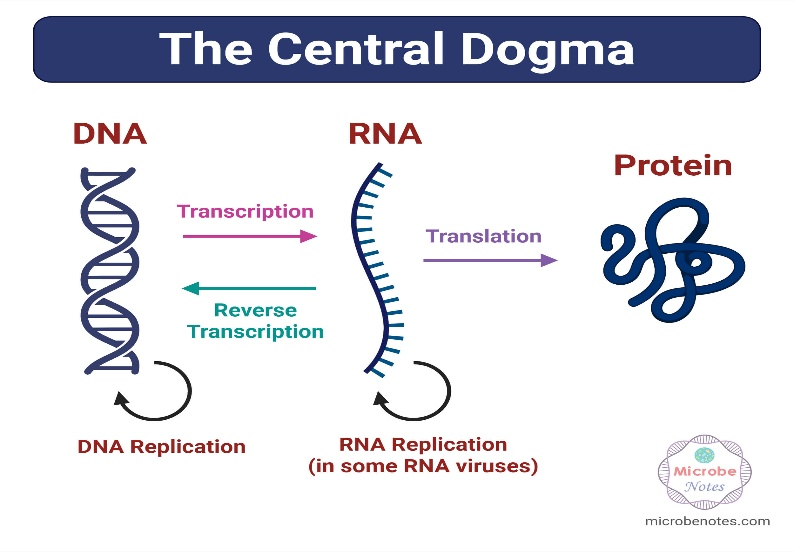 The Central Dogma
DNA
RNA
Protein
Transcription
Translation
Reverse
Transcription
DNA Replication
RNA Replication
(in some RNA viruses)
Microbe
Notes
microbenotes.com